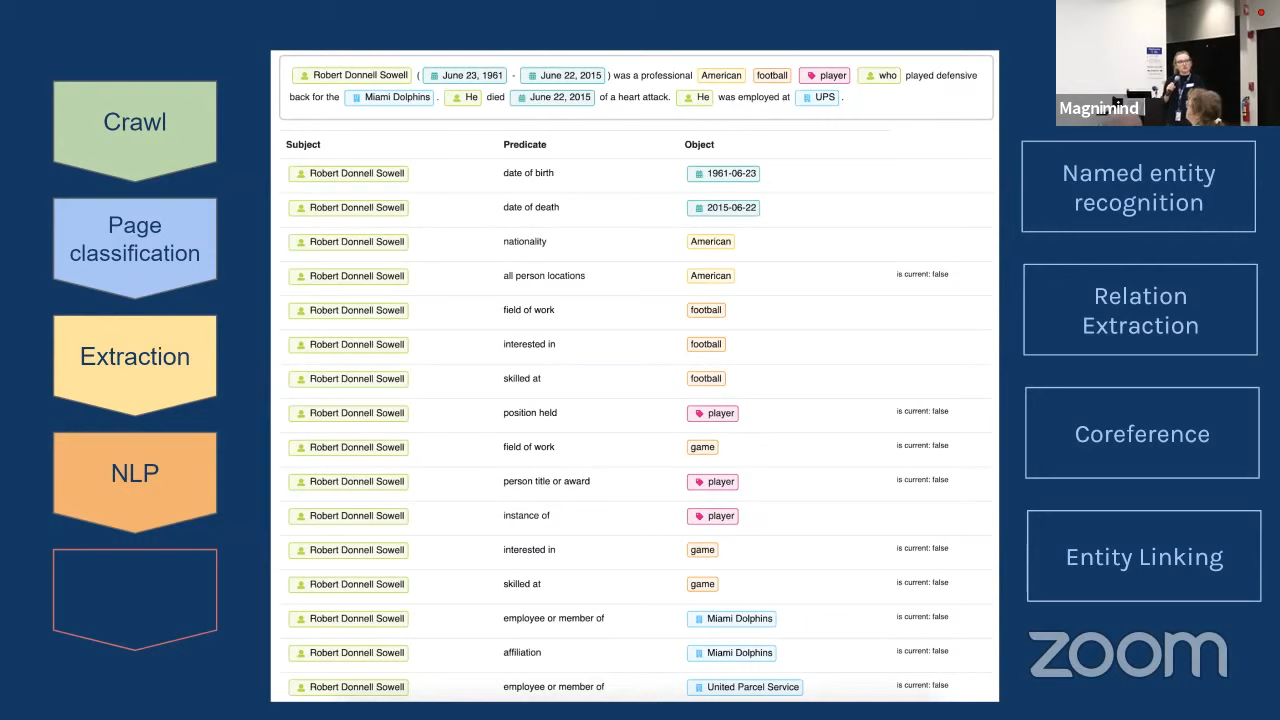 Crawl
Page
classification
Extraction
NLP
Robert Donnell Sowell ( June 23, 1961 - June 22, 2015 ) was a professional American football player who played defensive
back for the Miami Dolphins . He died June 22, 2015 of a heart attack. He was employed at UPS .
Subject Predicate Object
Robert Donnell Sowell date of birth 1961-06-23
Robert Donnell Sowell date of death 2015-06-22
Robert Donnell Sowell nationality American
Robert Donnell Sowell all person locations American is current: false
Robert Donnell Sowell field of work football
Robert Donnell Sowell interested in football
Robert Donnell Sowell skilled at football
Robert Donnell Sowell position held player is current: false
Robert Donnell Sowell field of work game is current: false
Robert Donnell Sowell person title or award player is current: false
Robert Donnell Sowell instance of player
Robert Donnell Sowell interested in game is current: false
Robert Donnell Sowell skilled at game is current: false
Robert Donnell Sowell employee or member of Miami Dolphins is current: false
Robert Donnell Sowell affiliation Miami Dolphins is current: false
Robert Donnell Sowell employee or member of United Parcel Service is current: false
Magnimind
Named entity
recognition
Relation
Extraction
Coreference
Entity Linking
zoom